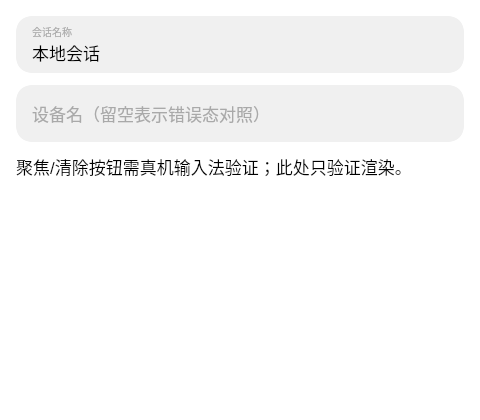 会话名称
本地会话
设备名（留空表示错误态对照）
聚焦/清除按钮需真机输入法验证；此处只验证渲染。